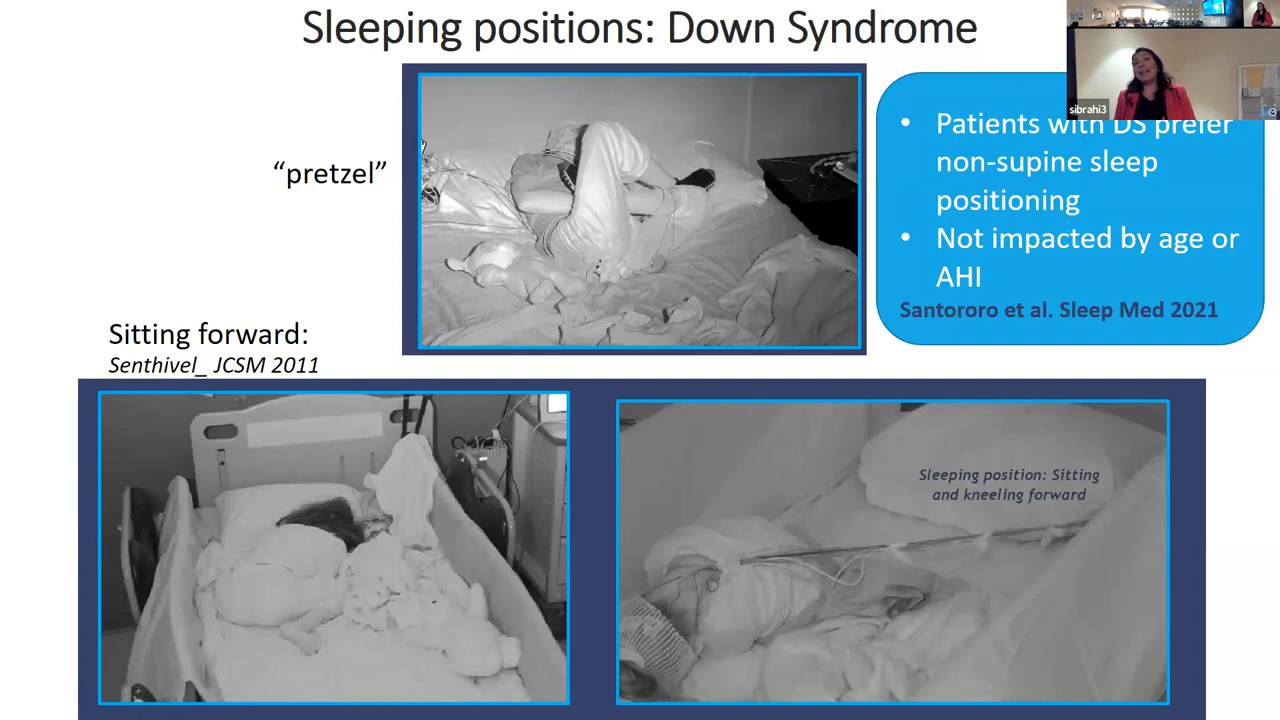 Sleeping positions: Down Syndrome
sibrahi3
“pretzel”
• Patients with DS prefer
non-supine sleep
positioning
• Not impacted by age or
AHI
Santororo et al. Sleep Med 2021
Sitting forward:
Senthivel_ JCSM 2011
Sleeping position: Sitting
and kneeling forward